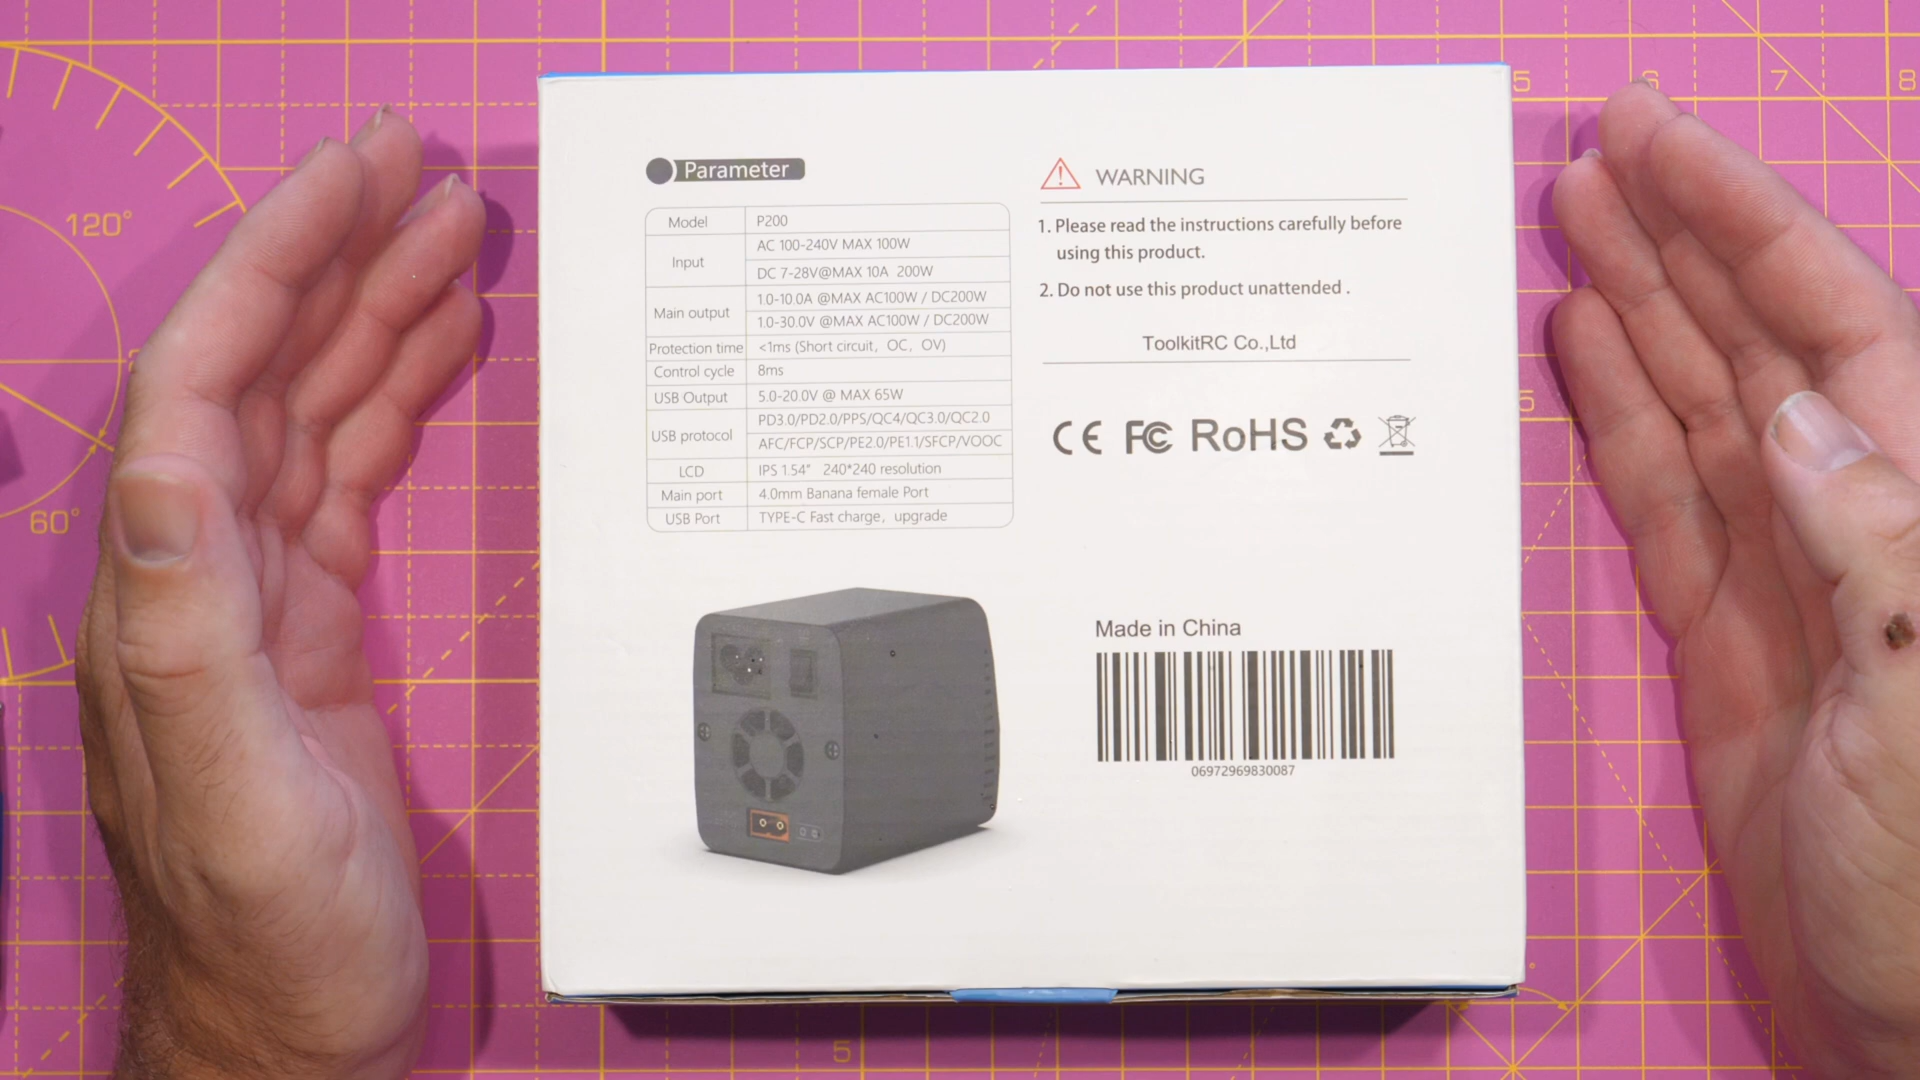 Parameter
Model P200
Input AC 100-240V MAX 100W
DC 7-28V@MAX 10A 200W
Main output 1.0-10.0A @MAX AC100W / DC200W
1.0-30.0V @MAX AC100W / DC200W
Protection time <1ms (Short circuit, OC, OV)
Control cycle 8ms
USB Output 5.0-20.0V @ MAX 65W
USB protocol PD3.0/PD2.0/PPS/QC4/QC3.0/QC2.0
AFC/FCP/SCP/PE2.0/PE1.1/SFCP/VOOC
LCD IPS 1.54" 240*240 resolution
Main port 4.0mm Banana female Port
USB Port TYPE-C Fast charge, upgrade
WARNING
1. Please read the instructions carefully before
using this product.
2. Do not use this product unattended .
ToolkitRC Co.,Ltd
CE FC RoHS
Made in China
06972969830087
120°
60°
5
6
7
8
5
5